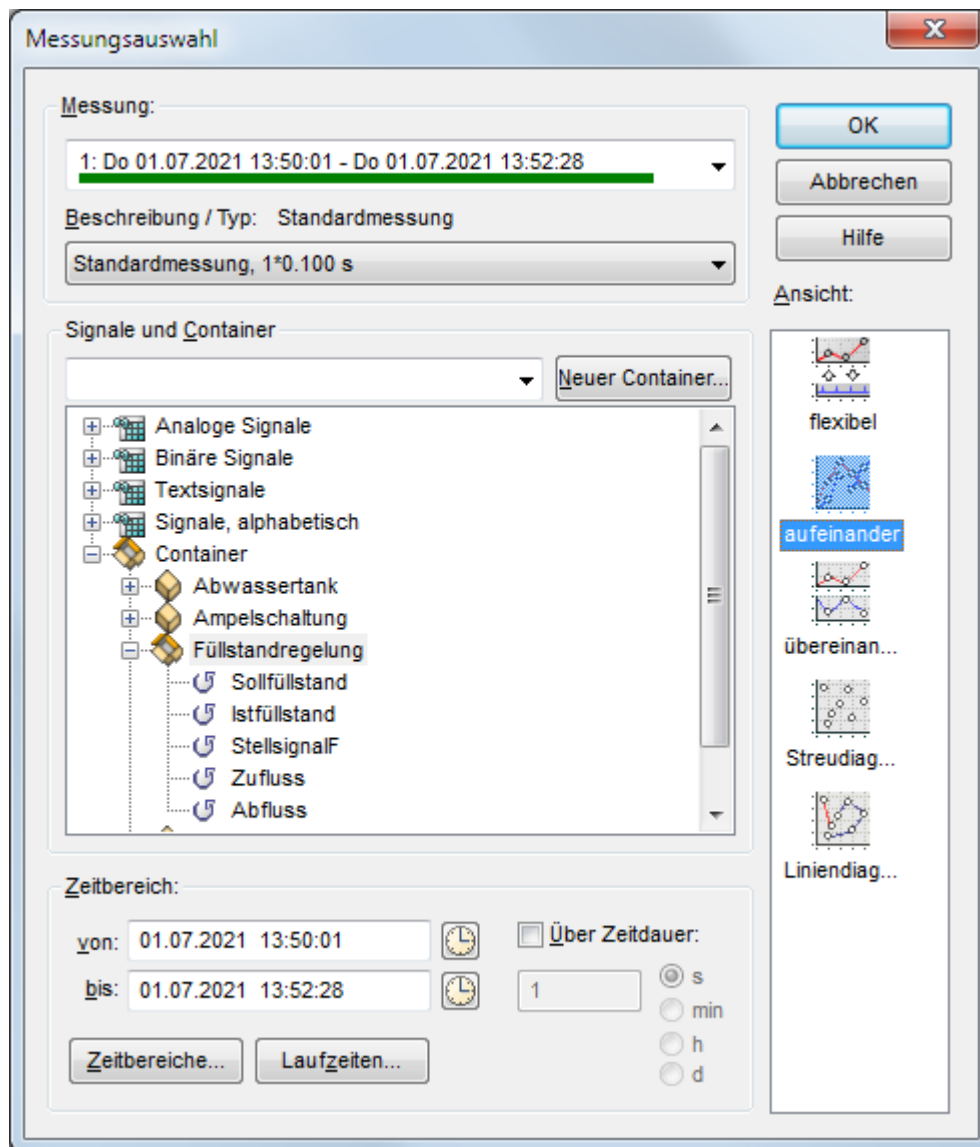 Messungsauswahl
Messung:
1: Do 01.07.2021 13:50:01 - Do 01.07.2021 13:52:28
Beschreibung / Typ: Standardmessung
Standardmessung, 1*0.100 s
OK
Abbrechen
Hilfe
Signale und Container
Neuer Container...
Analoge Signale
Binäre Signale
Textsignale
Signale, alphabetisch
Container
Abwassertank
Ampelschaltung
Füllstandregelung
Sollfüllstand
Istfüllstand
StellsignalF
Zufluss
Abfluss
Ansicht:
flexibel
aufeinander
übereinan...
Streudiag...
Liniendiag...
Zeitbereich:
von: 01.07.2021 13:50:01
bis: 01.07.2021 13:52:28
Zeitbereiche...
Laufzeiten...
Über Zeitdauer:
1
s
min
h
d